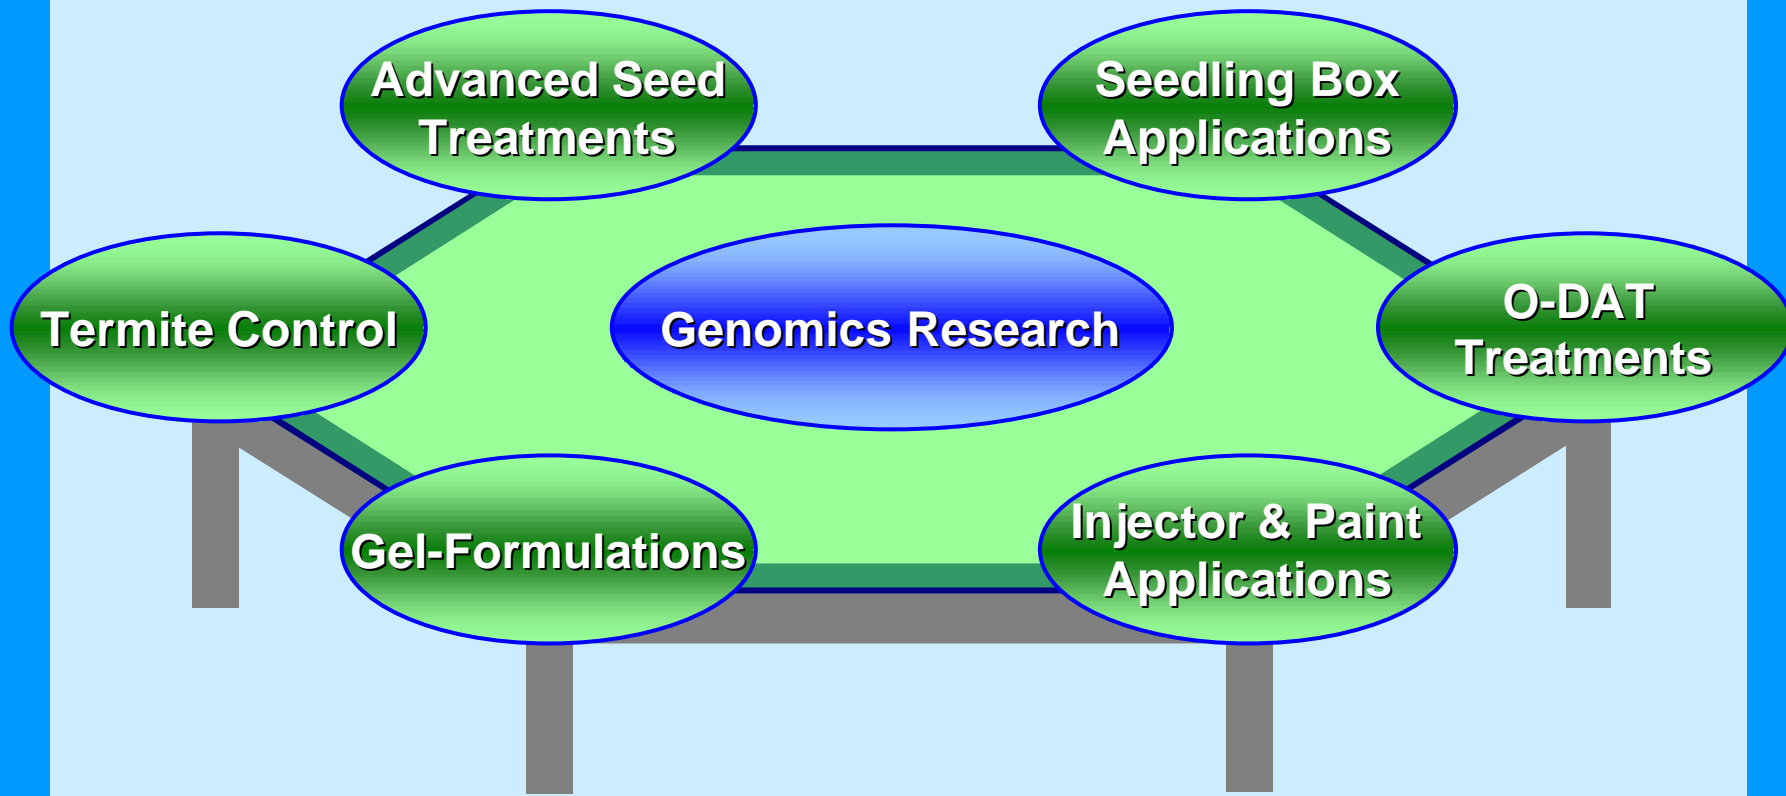 Advanced Seed
Treatments
Seedling Box
Applications
Termite Control
Genomics Research
O-DAT
Treatments
Gel-Formulations
Injector & Paint
Applications